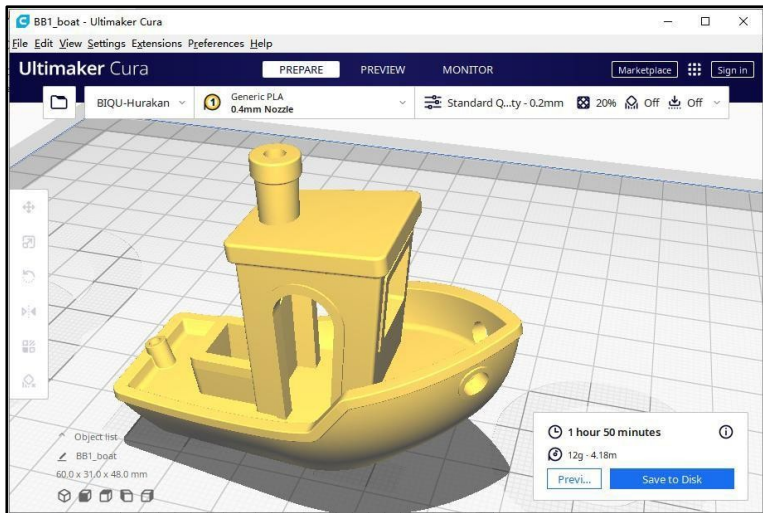 BB1_boat - Ultimaker Cura
File Edit View Settings Extensions Preferences Help
Ultimaker Cura PREPARE PREVIEW MONITOR Marketplace Sign in
BIQU-Hurakan 1 Generic PLA 0.4mm Nozzle Standard Q...ty - 0.2mm 20% Off Off
Object list
BB1_boat
60.0 x 31.0 x 48.0 mm
1 hour 50 minutes
12g - 4.18m
Previ... Save to Disk